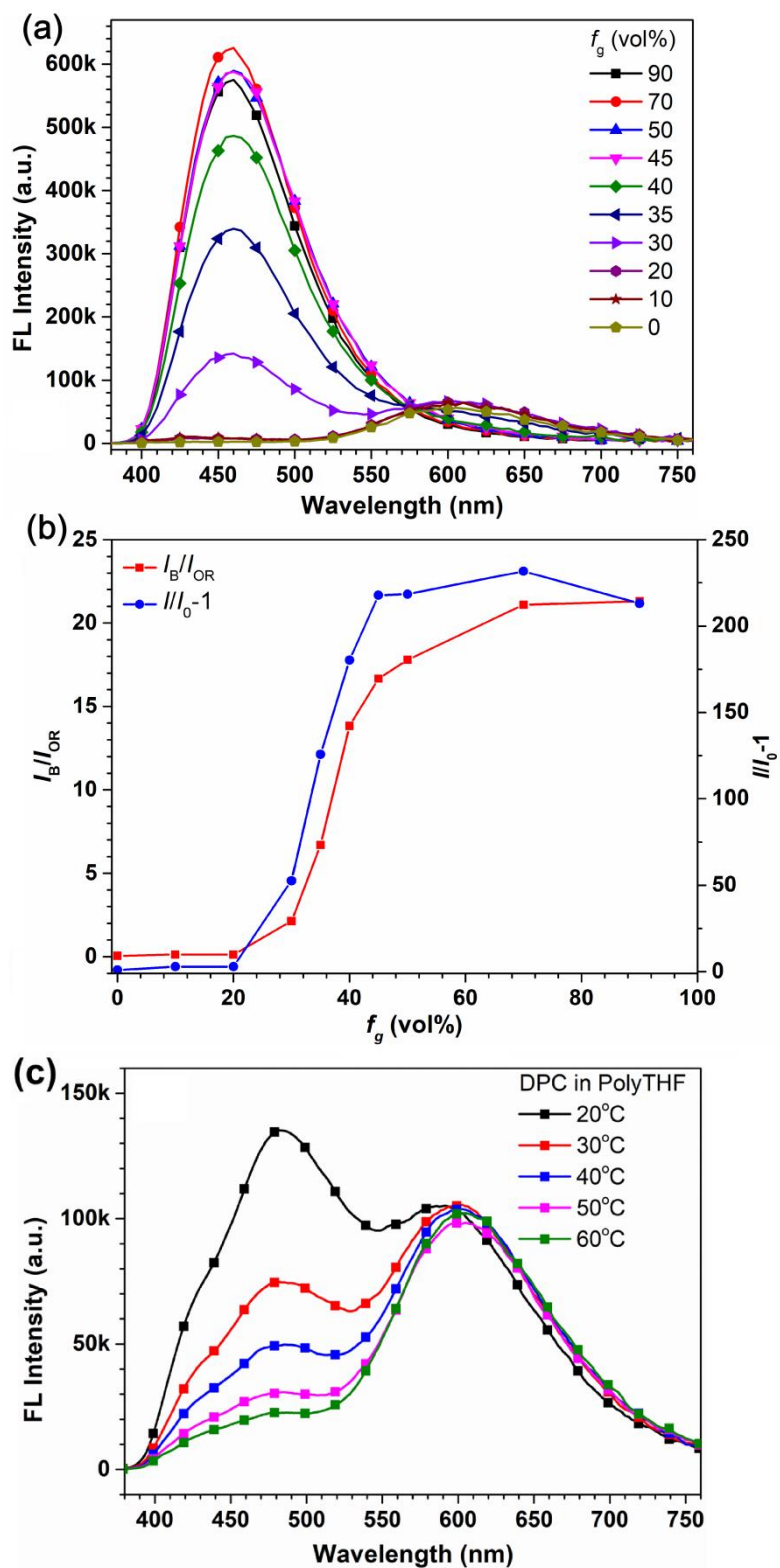 (a)
f_g (vol%)
90
70
50
45
40
35
30
20
10
0
600k
500k
400k
300k
200k
100k
0
FL Intensity (a.u.)
400 450 500 550 600 650 700 750
Wavelength (nm)
(b)
I_B/I_OR
I/I_0-1
25
20
15
10
5
0
I_B/I_OR
250
200
150
100
50
0
I/I_0-1
0 20 40 60 80 100
f_g (vol%)
(c)
DPC in PolyTHF
20°C
30°C
40°C
50°C
60°C
150k
100k
50k
0
FL Intensity (a.u.)
400 450 500 550 600 650 700 750
Wavelength (nm)